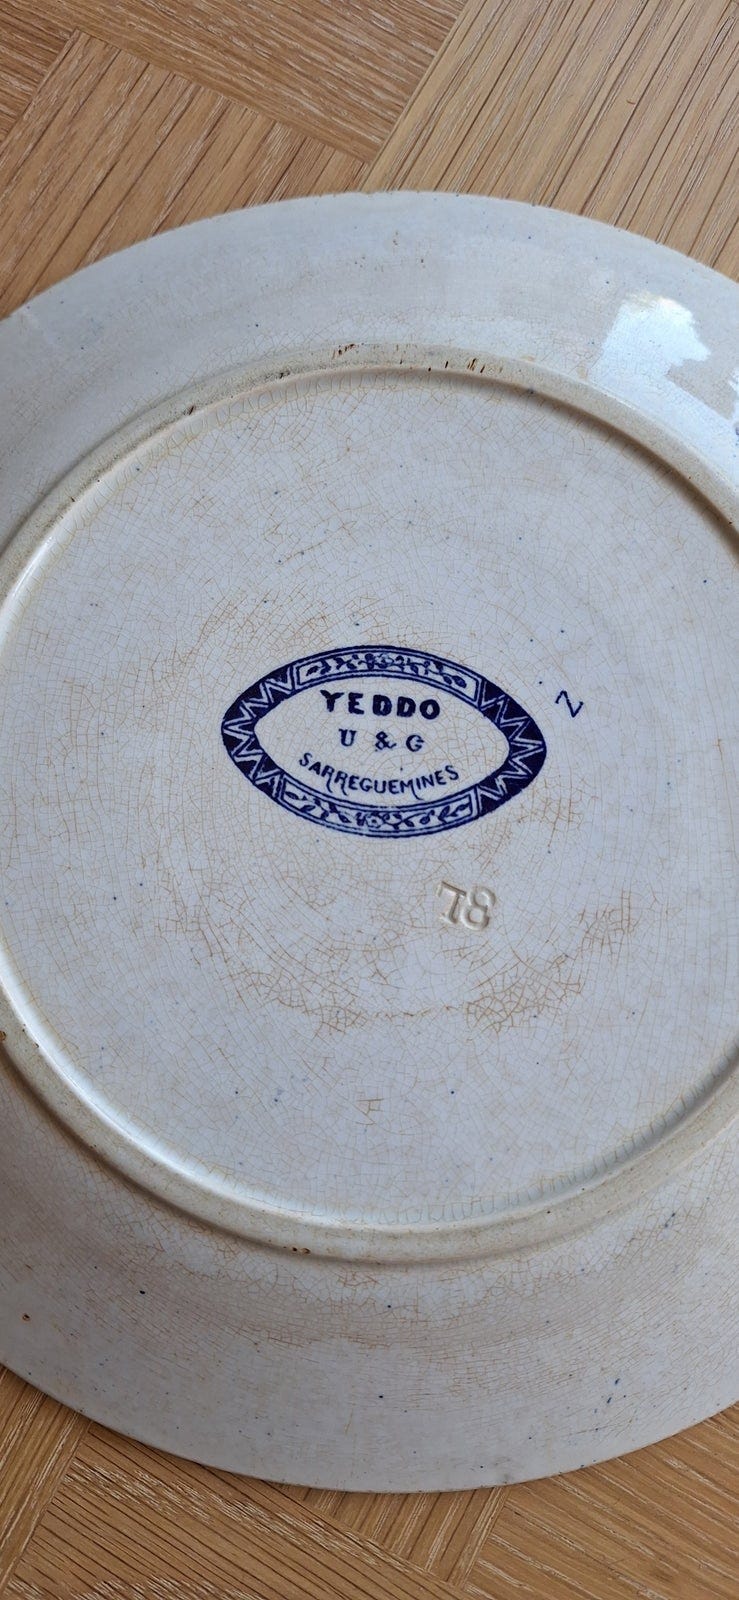 YEDDO
U & G
SARREGUEMINES
Z
78